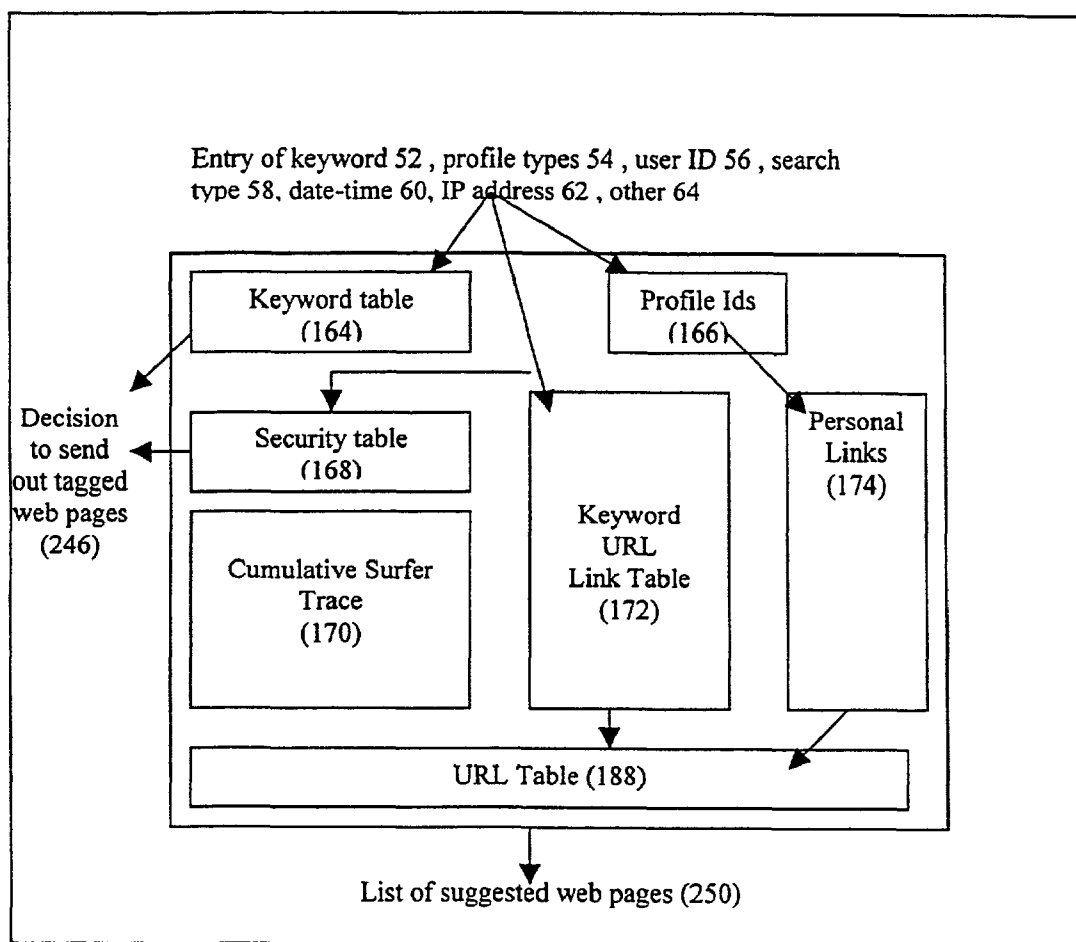 Entry of keyword 52 , profile types 54 , user ID 56 , search
type 58, date-time 60, IP address 62 , other 64
Keyword table
(164)
Profile Ids
(166)
Decision
to send
out tagged
web pages
(246)
Security table
(168)
Personal
Links
(174)
Keyword
URL
Link Table
(172)
Cumulative Surfer
Trace
(170)
URL Table (188)
List of suggested web pages (250)